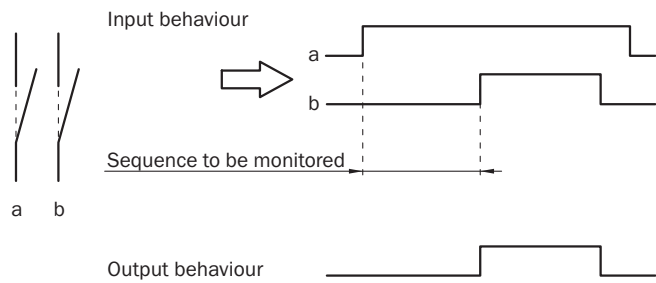 Input behaviour
a
b
Sequence to be monitored
a b
Output behaviour